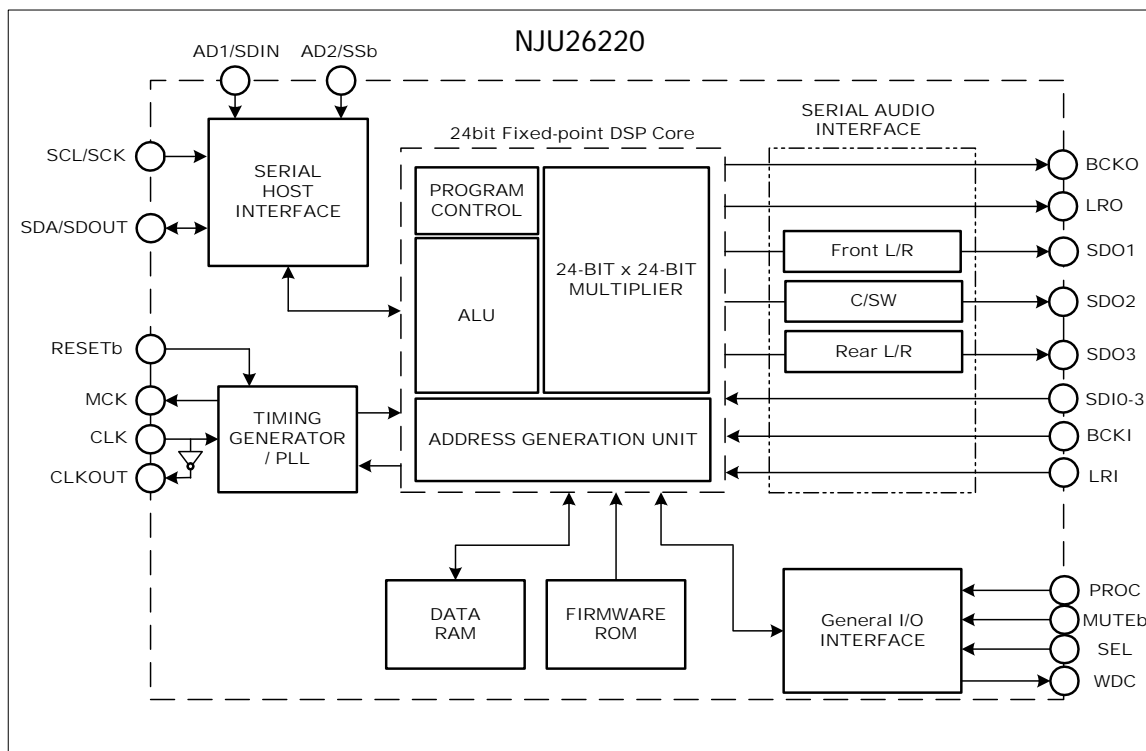 NJU26220
AD1/SDIN
AD2/SSb
SCL/SCK
SDA/SDOUT
SERIAL
HOST
INTERFACE
RESETb
MCK
CLK
CLKOUT
TIMING
GENERATOR
/ PLL
24bit Fixed-point DSP Core
PROGRAM
CONTROL
ALU
24-BIT x 24-BIT
MULTIPLIER
ADDRESS GENERATION UNIT
DATA
RAM
FIRMWARE
ROM
SERIAL AUDIO
INTERFACE
Front L/R
C/SW
Rear L/R
BCKO
LRO
SDO1
SDO2
SDO3
SDI0-3
BCKI
LRI
General I/O
INTERFACE
PROC
MUTEb
SEL
WDC